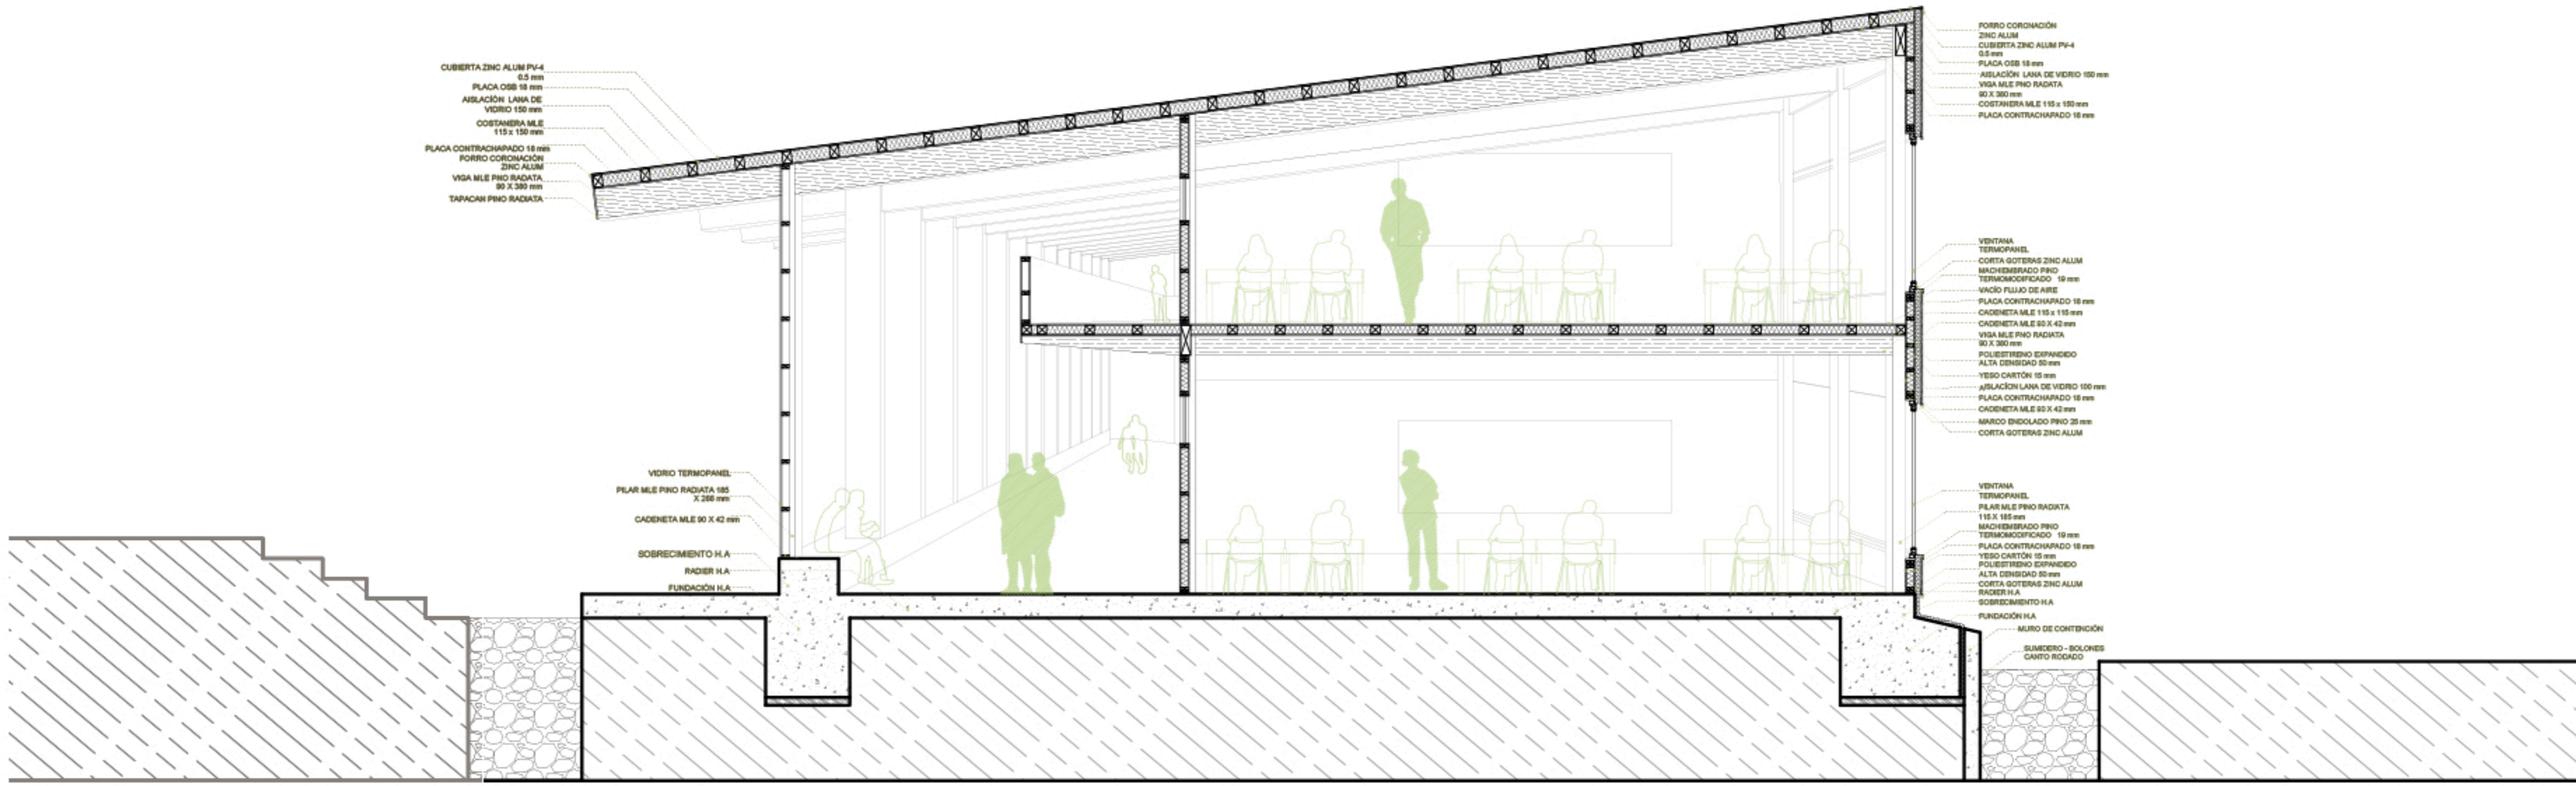 CUBIERTA ZINC ALUM PV-4
0.5 mm
PLACA OSB 18 mm
AISLACIÓN LANA DE
VIDRIO 150 mm
COSTANERA MLE
115 x 150 mm
PLACA CONTRACHAPADO 18 mm
FORRO CORONACIÓN
ZINC ALUM
VIGA MLE PNO RADATA
90 X 380 mm
TAPACAN PINO RADIATA
VIDRIO TERMOPANEL
PILAR MLE PINO RADIATA 185
X 266 mm
CADENETA MLE 90 X 42 mm
SOBRECIMIENTO H.A
RADIER H.A
FUNDACIÓN H.A
FORRO CORONACIÓN
ZINC ALUM
CUBIERTA ZINC ALUM PV-4
0.5 mm
PLACA OSB 18 mm
AISLACIÓN LANA DE VIDRIO 150 mm
VIGA MLE PNO RADATA
90 X 380 mm
COSTANERA MLE 115 x 150 mm
PLACA CONTRACHAPADO 18 mm
VENTANA
TERMOPANEL
CORTA GOTERAS ZINC ALUM
MACHIEMBRADO PINO
TERMOMODIFICADO 19 mm
VACÍO FLUJO DE AIRE
PLACA CONTRACHAPADO 18 mm
CADENETA MLE 115 x 115 mm
CADENETA MLE 90 X 42 mm
VIGA MLE PNO RADATA
90 X 380 mm
POLIESTIRENO EXPANDIDO
ALTA DENSIDAD 50 mm
YESO CARTÓN 15 mm
AISLACÍON LANA DE VIDRIO 100 mm
PLACA CONTRACHAPADO 18 mm
CADENETA MLE 90 X 42 mm
MARCO ENDOLADO PINO 25 mm
CORTA GOTERAS ZINC ALUM
VENTANA
TERMOPANEL
PILAR MLE PINO RADIATA
115 X 185 mm
MACHIEMBRADO PINO
TERMOMODIFICADO 19 mm
PLACA CONTRACHAPADO 18 mm
YESO CARTÓN 15 mm
POLIESTIRENO EXPANDIDO
ALTA DENSIDAD 50 mm
CORTA GOTERAS ZINC ALUM
RADIER H.A
SOBRECIMIENTO H.A
FUNDACIÓN H.A
MURO DE CONTENCIÓN
SUMIDERO - BOLONES
CANTO RODADO